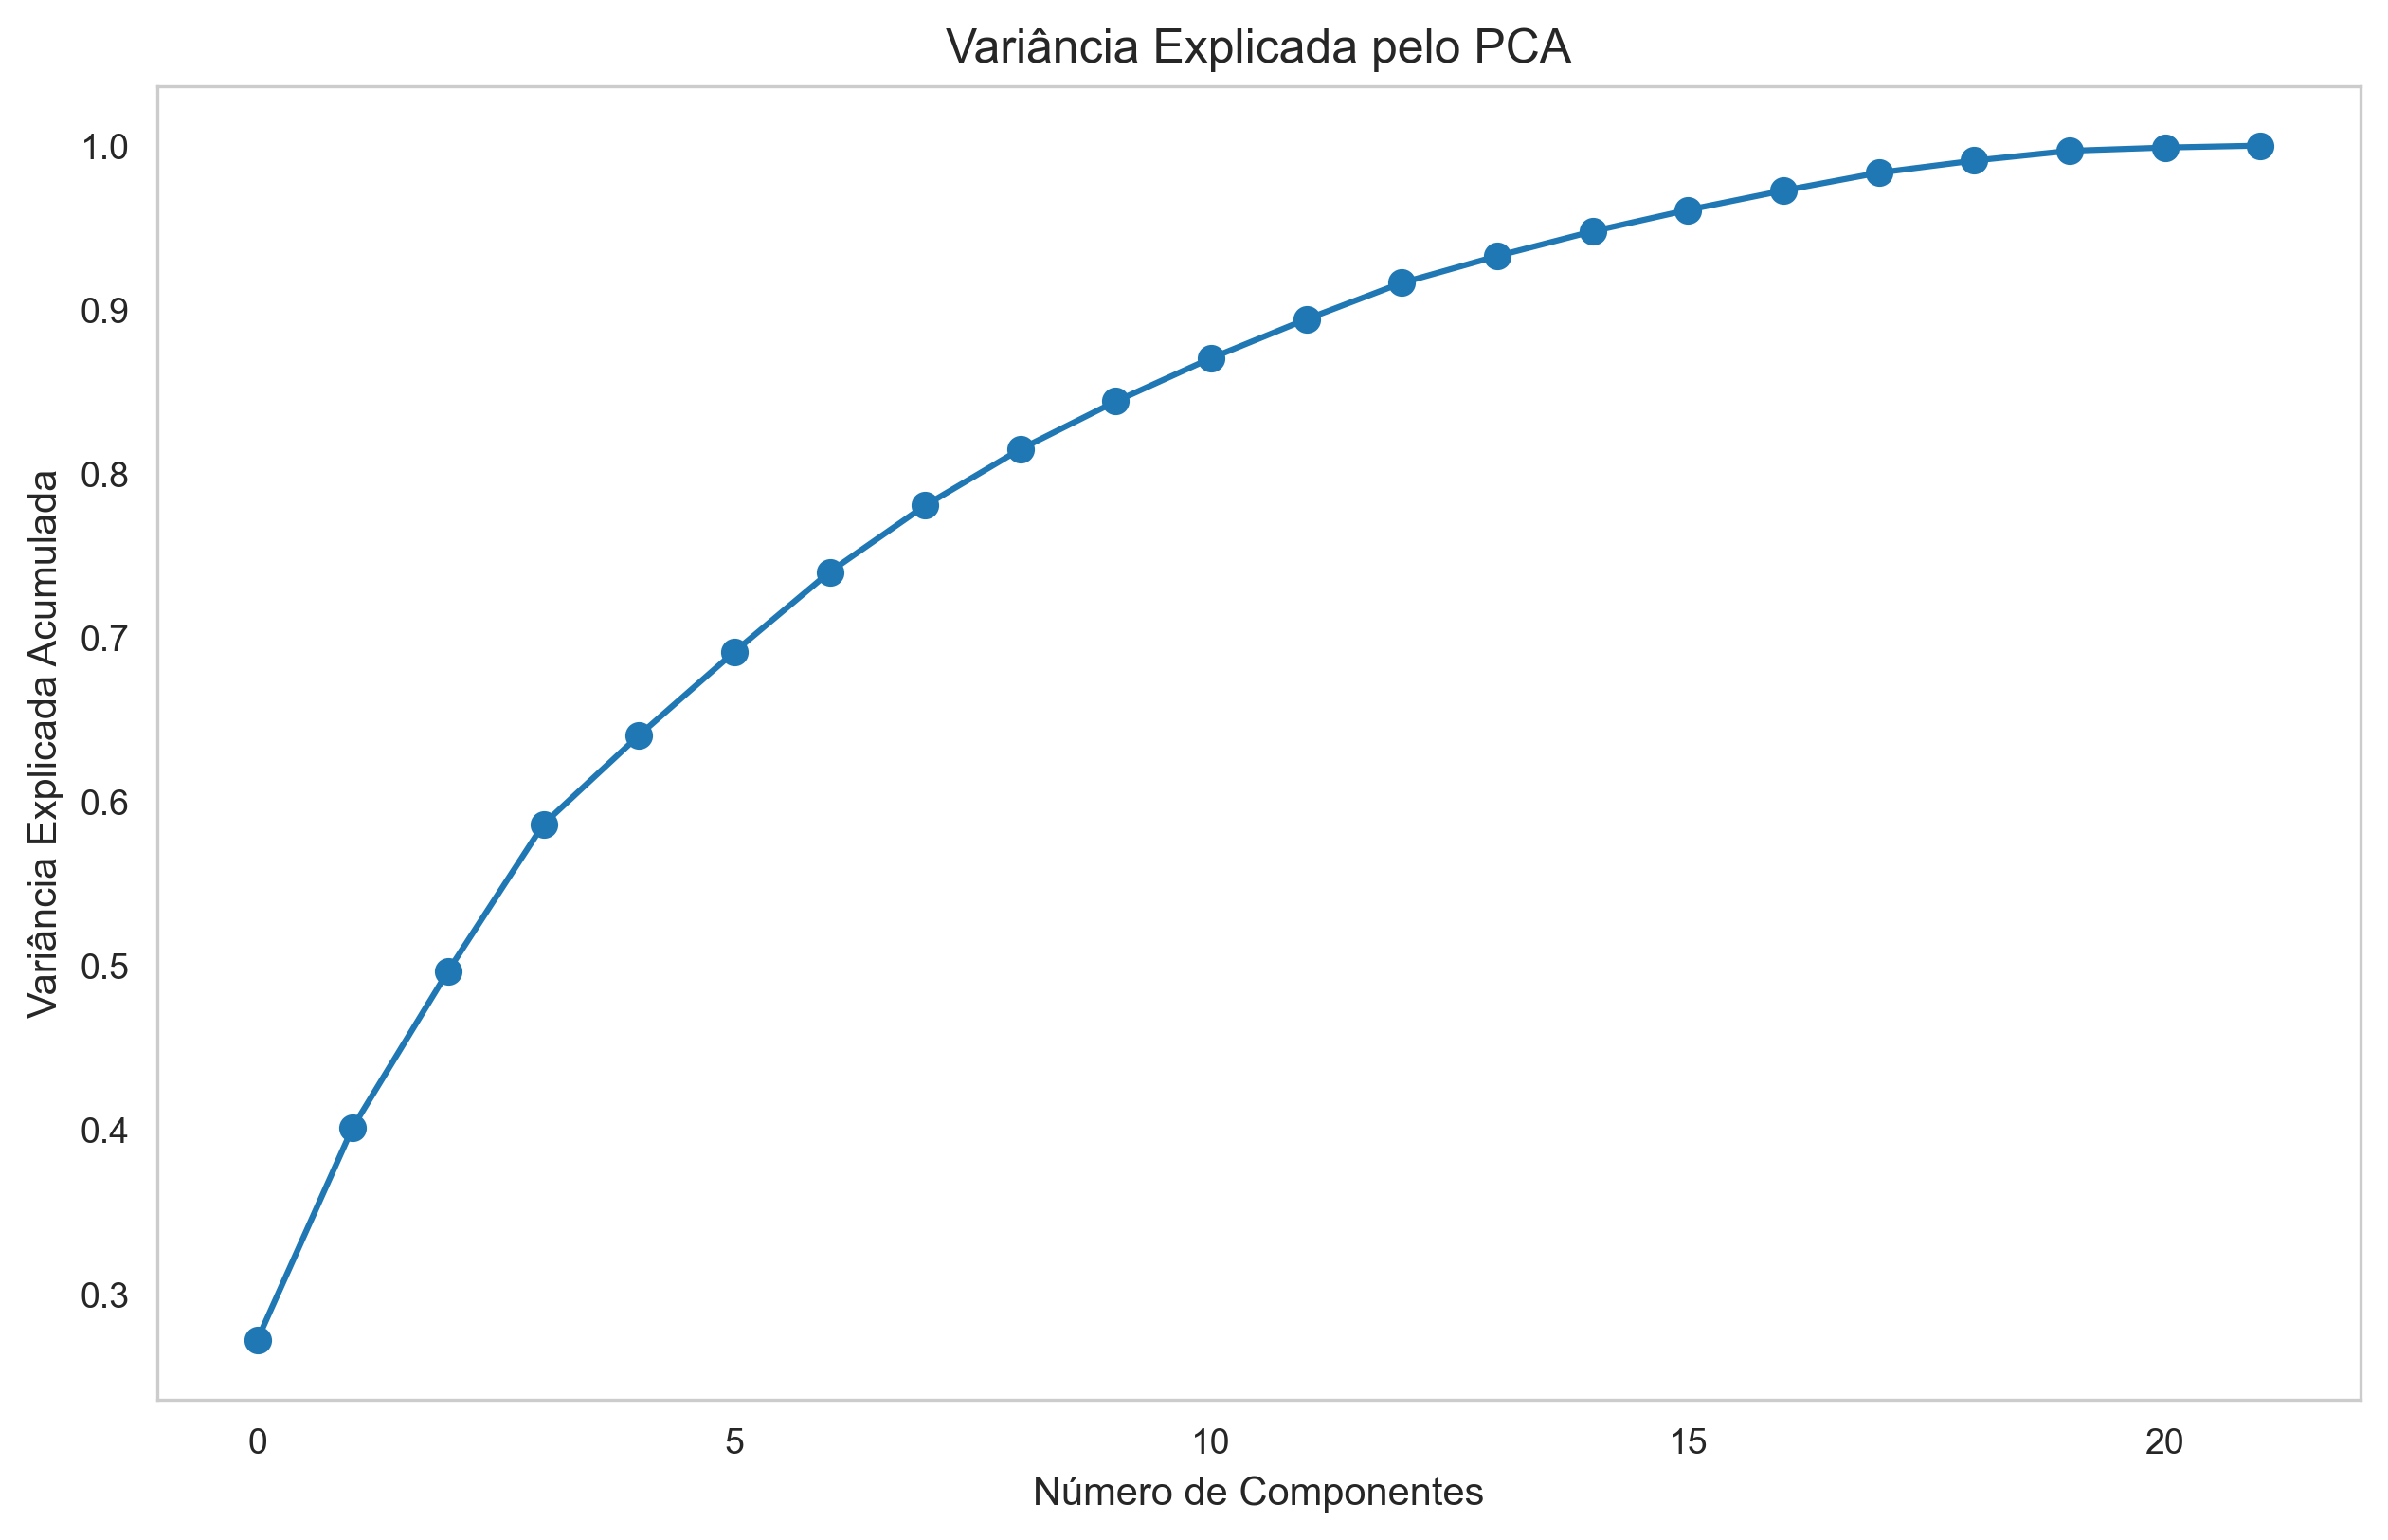 Variância Explicada pelo PCA
Variância Explicada Acumulada
1.0
0.9
0.8
0.7
0.6
0.5
0.4
0.3
0 5 10 15 20
Número de Componentes